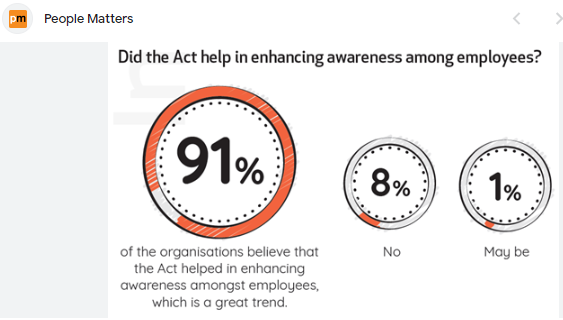 pm
People Matters
Did the Act help in enhancing awareness among employees?
91%
of the organisations believe that
the Act helped in enhancing
awareness amongst employees,
which is a great trend.
8%
No
1%
May be